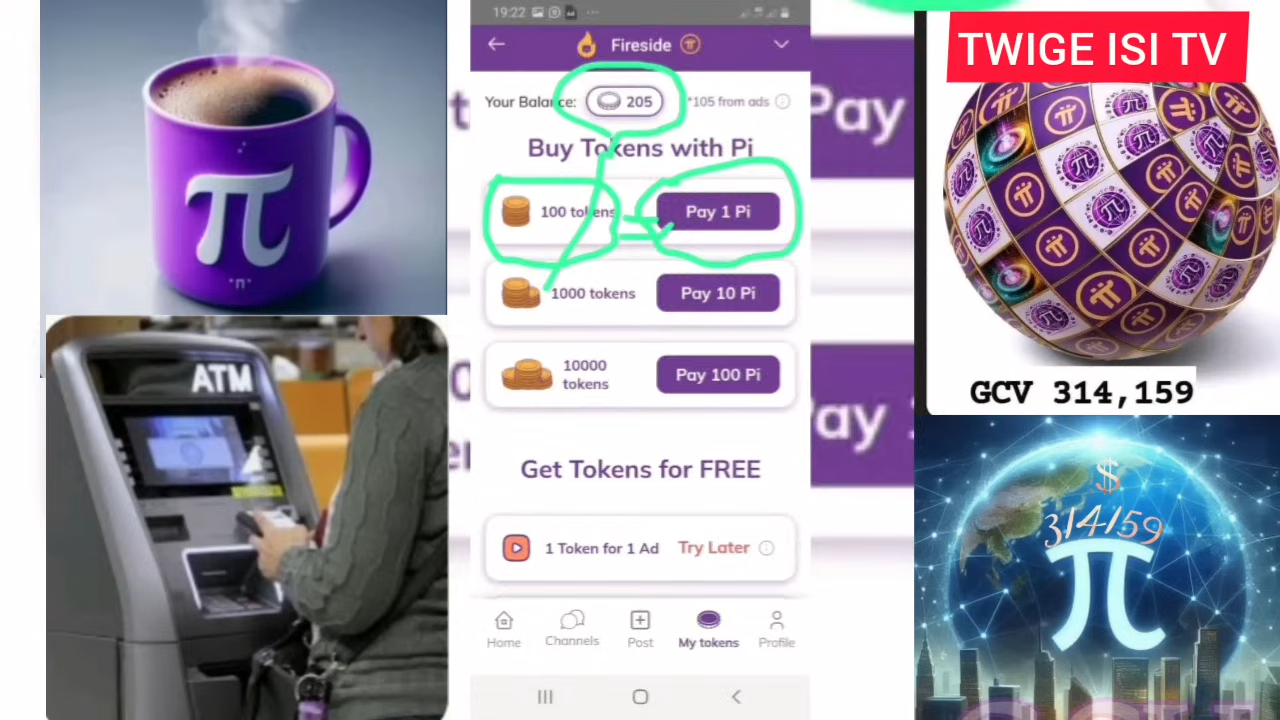 π
ATM
19:22
Fireside
Your Balance: 205 *105 from ads
Buy Tokens with Pi
100 tokens Pay 1 Pi
1000 tokens Pay 10 Pi
10000 tokens Pay 100 Pi
Get Tokens for FREE
1 Token for 1 Ad Try Later
Home Channels Post My tokens Profile
Pay
TWIGE ISI TV
GCV 314,159
$
314159
π